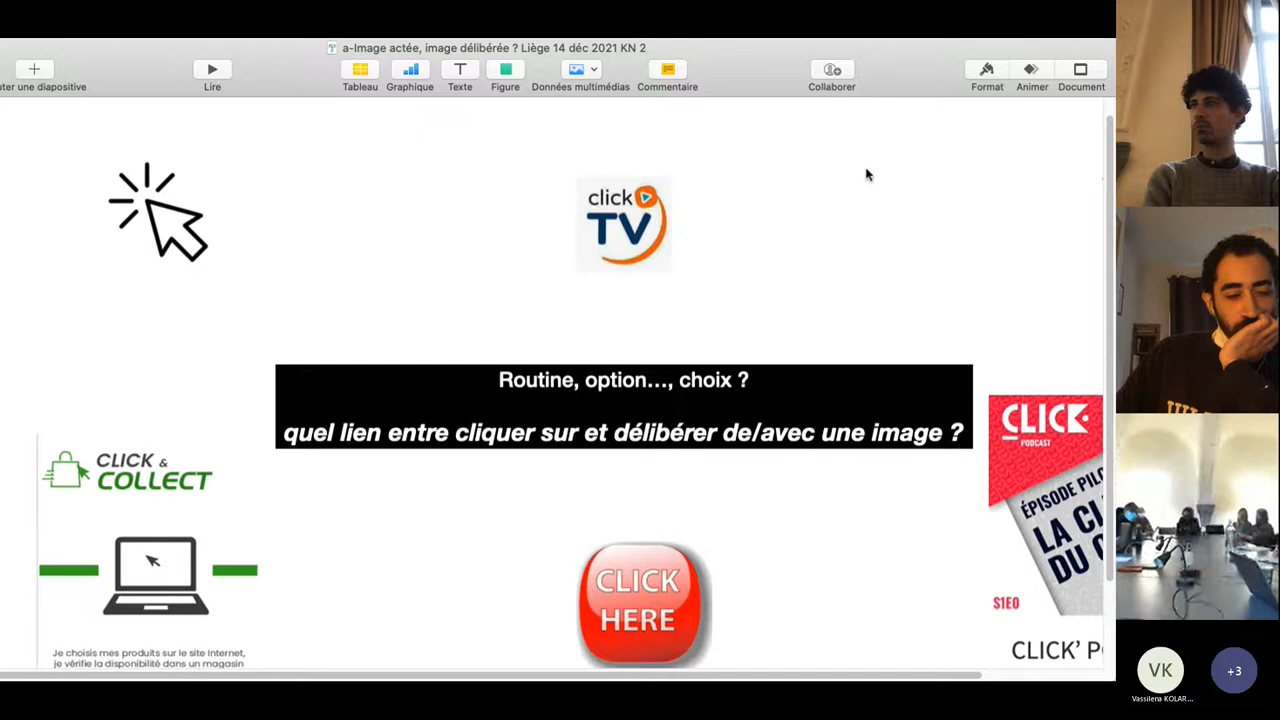 a-Image actée, image délibérée ? Liège 14 déc 2021 KN 2
ter une diapositive
Lire
Tableau
Graphique
Texte
Figure
Données multimédias
Commentaire
Collaborer
Format
Animer
Document
click
TV
Routine, option..., choix ?
quel lien entre cliquer sur et délibérer de/avec une image ?
CLICK &
COLLECT
Je choisis mes produits sur le site Internet,
je vérifie la disponibilité dans un magasin
CLICK
HERE
CLICK
PODCAST
ÉPISODE PILO
LA CLI
DU C
S1E0
CLICK' P
VK
Vassilena KOLAR...
+3